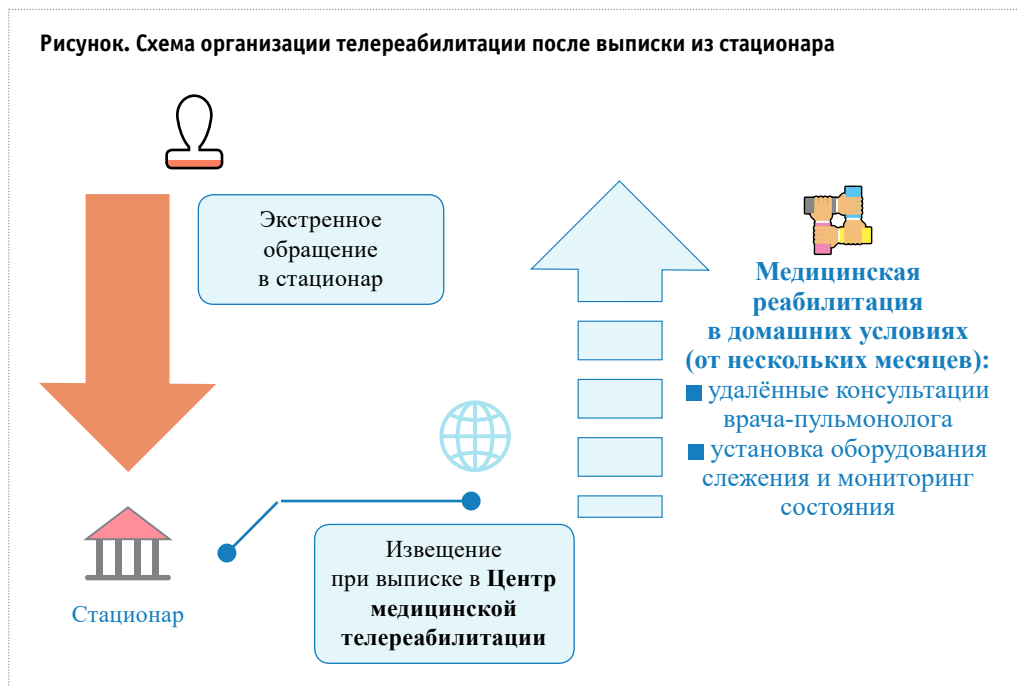 Рисунок. Схема организации телереабилитации после выписки из стационара
Экстренное
обращение
в стационар
Стационар
Извещение
при выписке в Центр
медицинской
телереабилитации
Медицинская
реабилитация
в домашних условиях
(от нескольких месяцев):
■ удалённые консультации
врача-пульмонолога
■ установка оборудования
слежения и мониторинг
состояния